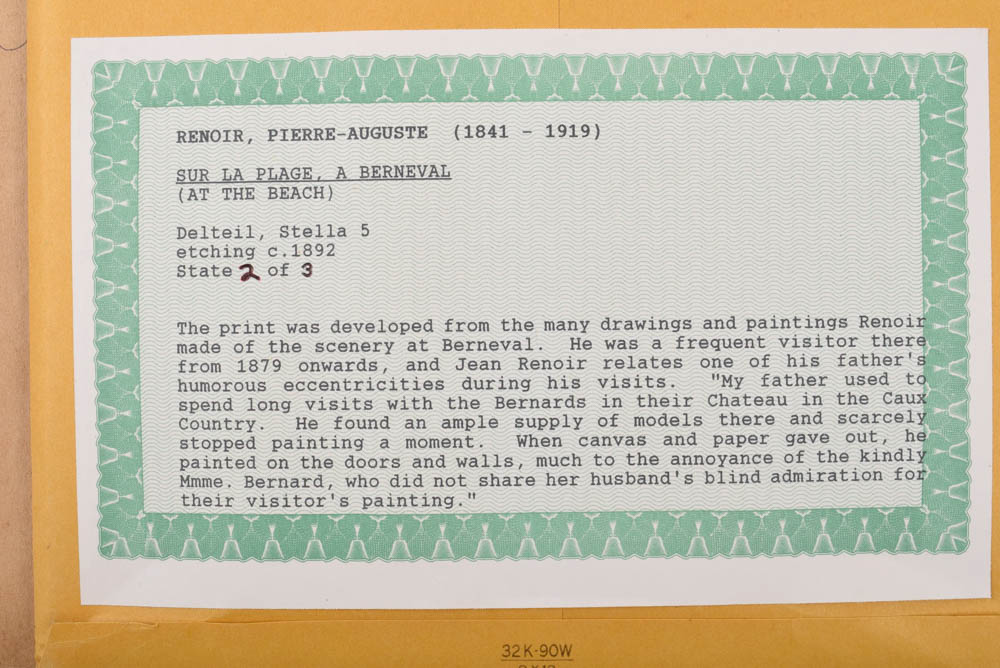 RENOIR, PIERRE-AUGUSTE (1841 - 1919)
SUR LA PLAGE, A BERNEVAL
(AT THE BEACH)
Delteil, Stella 5
etching c.1892
State 2 of 3
The print was developed from the many drawings and paintings Renoir
made of the scenery at Berneval. He was a frequent visitor there
from 1879 onwards, and Jean Renoir relates one of his father's
humorous eccentricities during his visits. "My father used to
spend long visits with the Bernards in their Chateau in the Caux
Country. He found an ample supply of models there and scarcely
stopped painting a moment. When canvas and paper gave out, he
painted on the doors and walls, much to the annoyance of the kindly
Mmme. Bernard, who did not share her husband's blind admiration for
their visitor's painting."
32K-90W